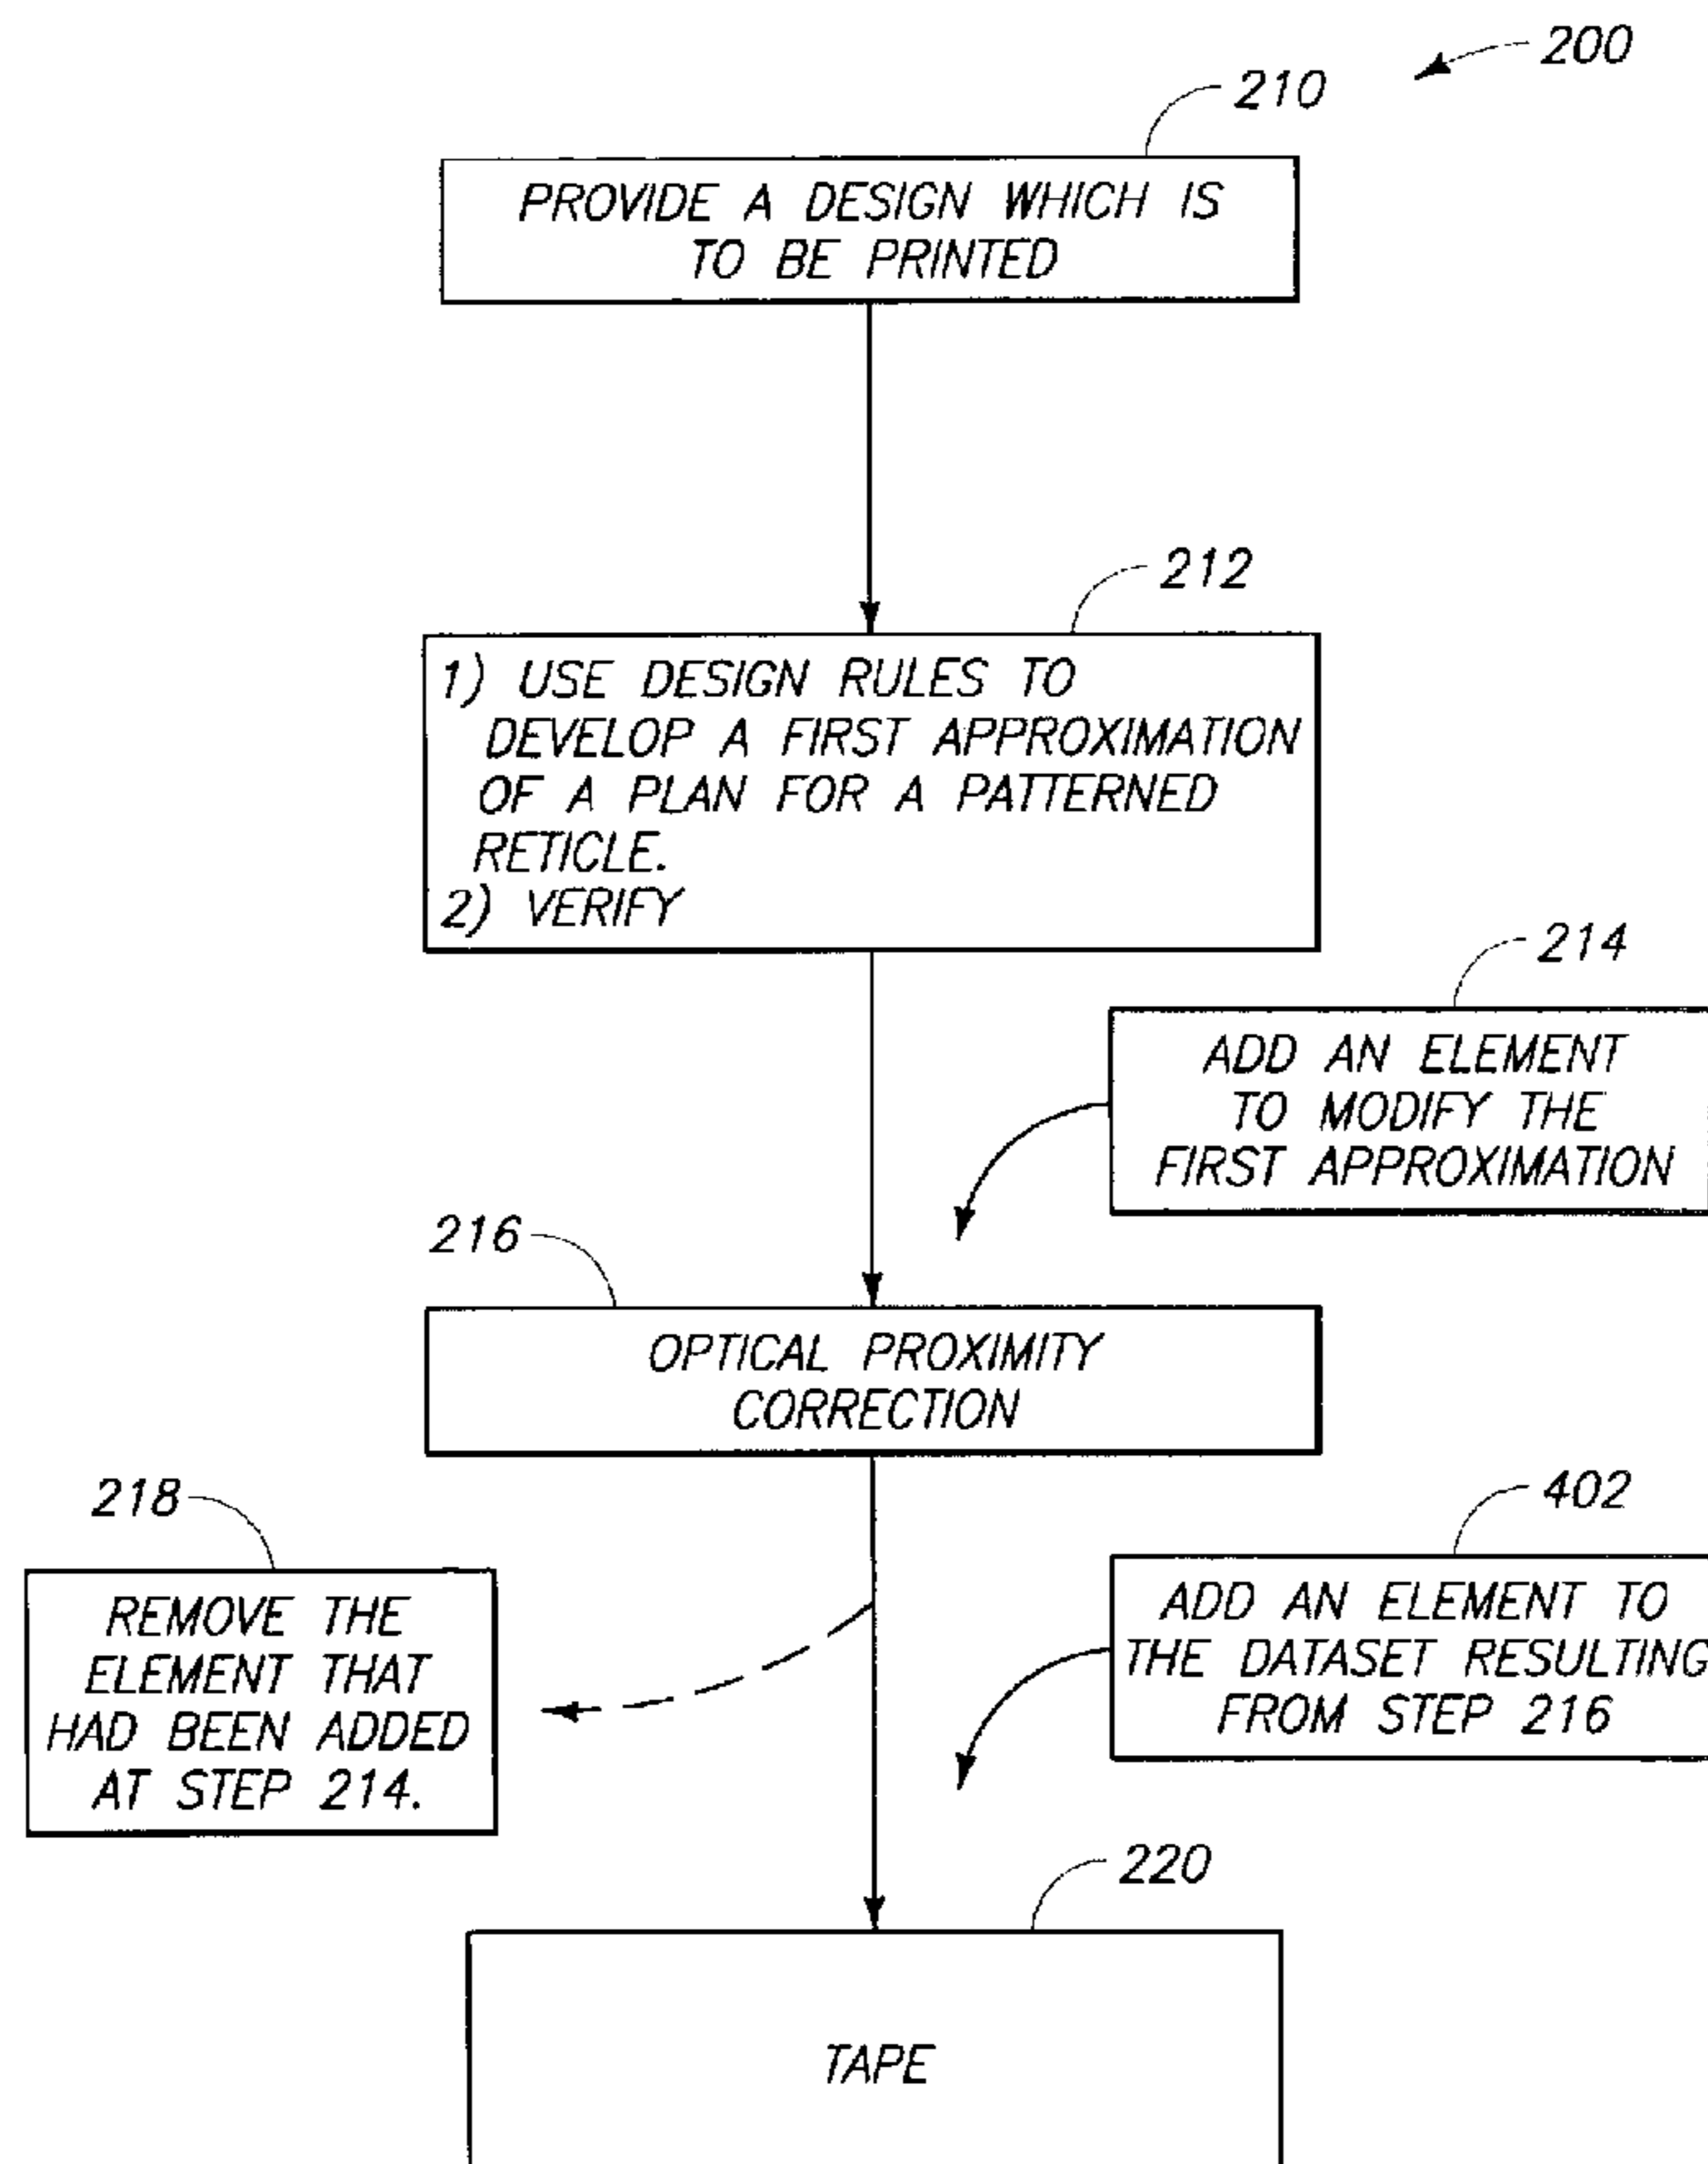 200
210
PROVIDE A DESIGN WHICH IS
TO BE PRINTED
212
1) USE DESIGN RULES TO
DEVELOP A FIRST APPROXIMATION
OF A PLAN FOR A PATTERNED
RETICLE.
2) VERIFY
214
ADD AN ELEMENT
TO MODIFY THE
FIRST APPROXIMATION
216
OPTICAL PROXIMITY
CORRECTION
218
REMOVE THE
ELEMENT THAT
HAD BEEN ADDED
AT STEP 214.
402
ADD AN ELEMENT TO
THE DATASET RESULTING
FROM STEP 216
220
TAPE